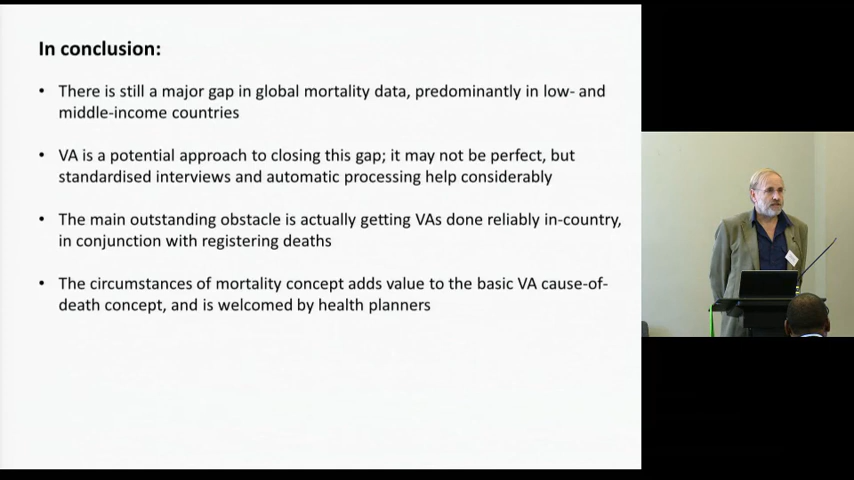 In conclusion:
• There is still a major gap in global mortality data, predominantly in low- and
middle-income countries
• VA is a potential approach to closing this gap; it may not be perfect, but
standardised interviews and automatic processing help considerably
• The main outstanding obstacle is actually getting VAs done reliably in-country,
in conjunction with registering deaths
• The circumstances of mortality concept adds value to the basic VA cause-of-
death concept, and is welcomed by health planners